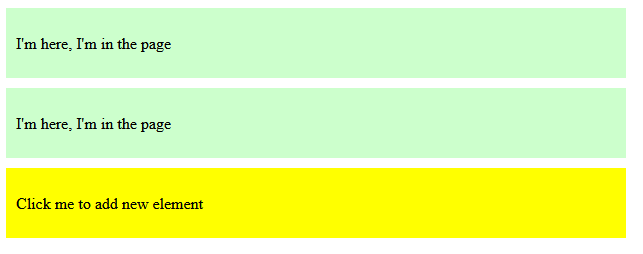 I'm here, I'm in the page
I'm here, I'm in the page
Click me to add new element